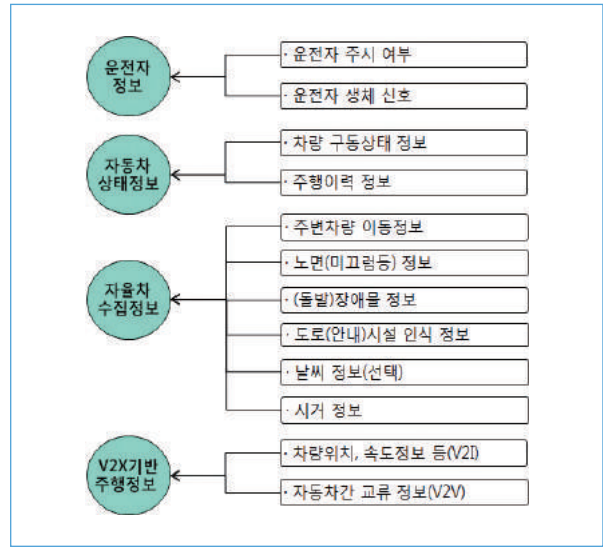 운전자
정보
· 운전자 주시 여부
· 운전자 생체 신호
자동차
상태정보
· 차량 구동상태 정보
· 주행이력 정보
자율차
수집정보
· 주변차량 이동정보
· 노면(미끄럼등) 정보
· (돌발)장애물 정보
· 도로(안내)시설 인식 정보
· 날씨 정보(선택)
· 시거 정보
V2X기반
주행정보
· 차량위치, 속도정보 등(V2I)
· 자동차간 교류 정보(V2V)